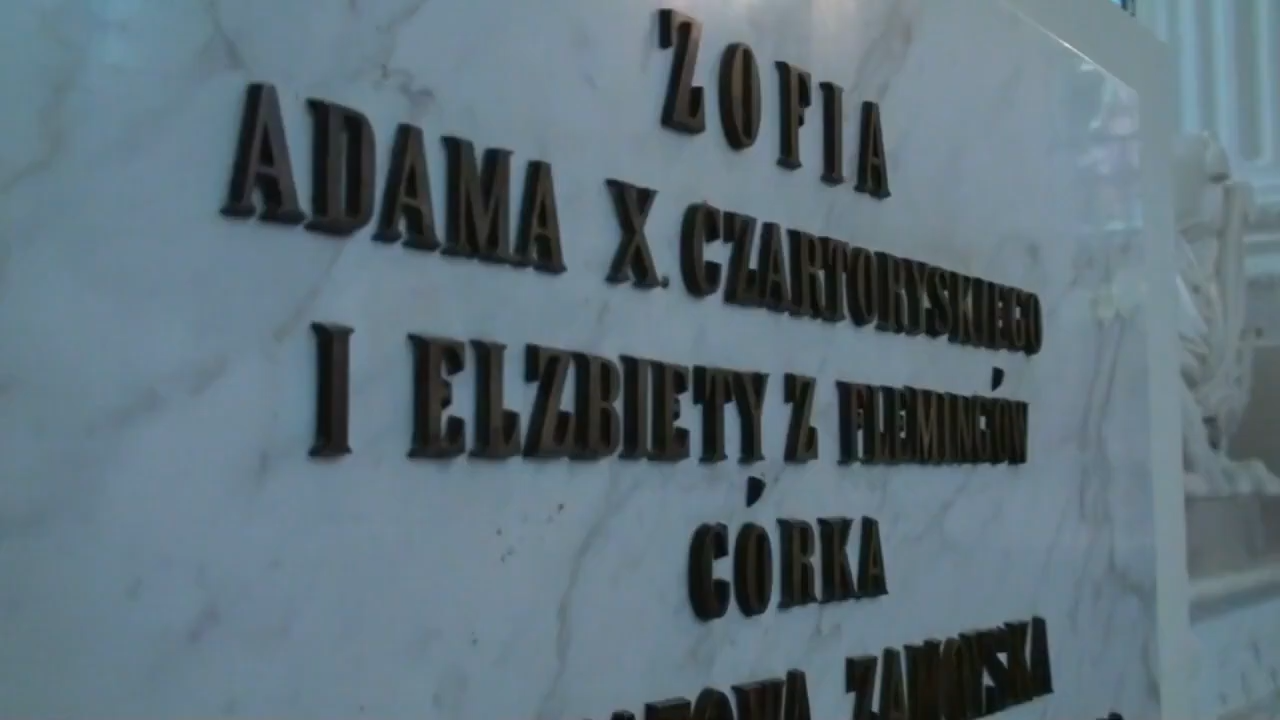 ZOFIA
ADAMA X. CZARTORYSKIEGO
I ELZBIETY Z FLEMINGÓW
CÓRKA
ZAMOYSKA